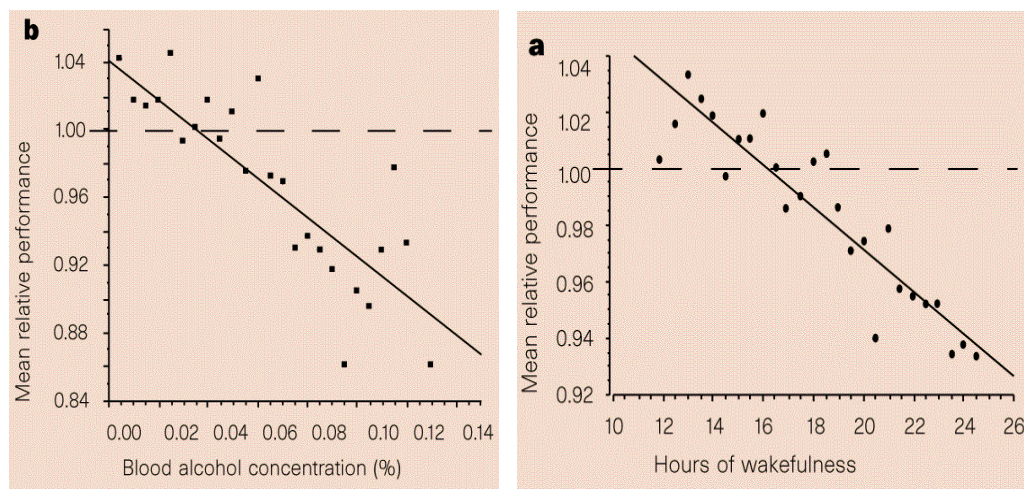 b
1.04
1.00
0.96
0.92
0.88
0.84
Mean relative performance
0.00 0.02 0.04 0.06 0.08 0.10 0.12 0.14
Blood alcohol concentration (%)
a
1.04
1.02
1.00
0.98
0.96
0.94
0.92
Mean relative performance
10 12 14 16 18 20 22 24 26
Hours of wakefulness